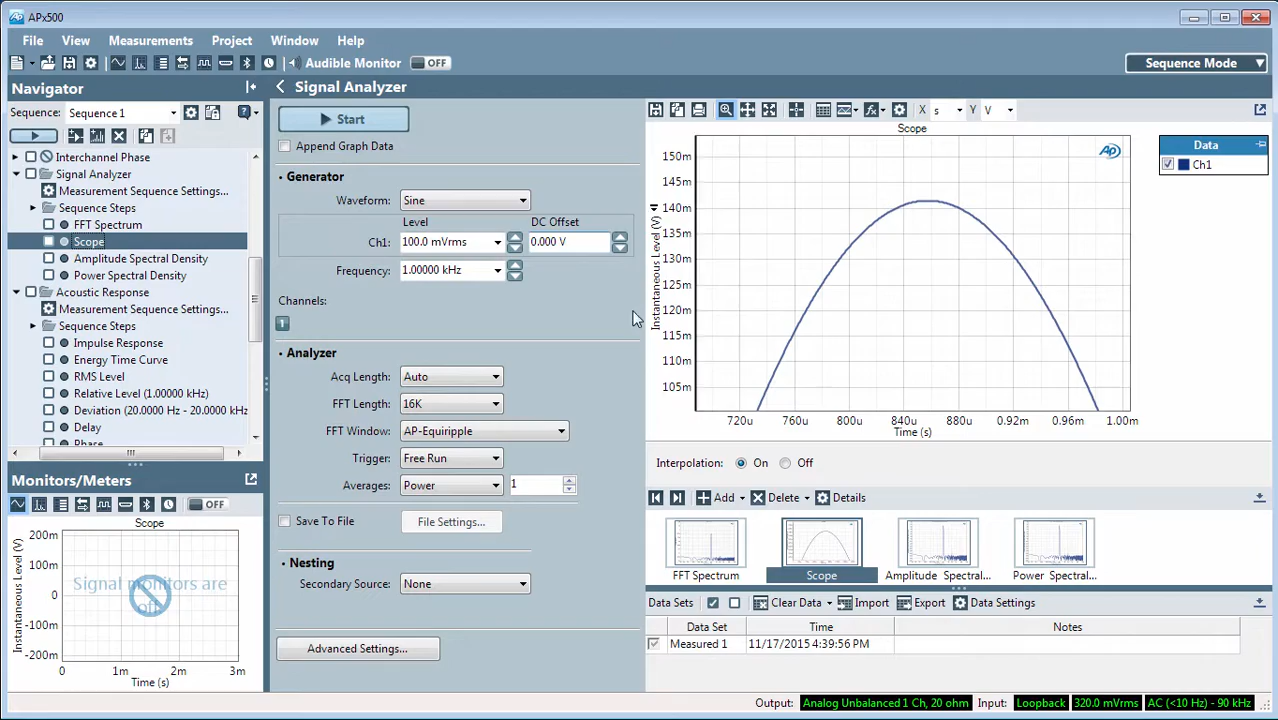 APx500
File View Measurements Project Window Help
Audible Monitor OFF
Sequence Mode
Navigator
Sequence: Sequence 1
Interchannel Phase
Signal Analyzer
Measurement Sequence Settings...
Sequence Steps
FFT Spectrum
Scope
Amplitude Spectral Density
Power Spectral Density
Acoustic Response
Measurement Sequence Settings...
Sequence Steps
Impulse Response
Energy Time Curve
RMS Level
Relative Level (1.00000 kHz)
Deviation (20.0000 Hz - 20.0000 kHz
Delay
Phase
Monitors/Meters
OFF
Scope
Instantaneous Level (V)
200m
100m
0
-100m
-200m
Signal monitors are
off
0 1m 2m 3m
Time (s)
Signal Analyzer
Start
Append Graph Data
Generator
Waveform: Sine
Level DC Offset
Ch1: 100.0 mVrms 0.000 V
Frequency: 1.00000 kHz
Channels:
1
Analyzer
Acq Length: Auto
FFT Length: 16K
FFT Window: AP-Equiripple
Trigger: Free Run
Averages: Power 1
Save To File File Settings...
Nesting
Secondary Source: None
Advanced Settings...
X s Y V
Scope
AP
Instantaneous Level (V)
150m
145m
140m
135m
130m
125m
120m
115m
110m
105m
720u 760u 800u 840u 880u 0.92m 0.96m 1.00m
Time (s)
Data
Ch1
Interpolation: On Off
Add Delete Details
FFT Spectrum Scope Amplitude Spectral... Power Spectral...
Data Sets Clear Data Import Export Data Settings
Data Set Time Notes
Measured 1 11/17/2015 4:39:56 PM
Output: Analog Unbalanced 1 Ch, 20 ohm Input: Loopback 320.0 mVrms AC (<10 Hz) - 90 kHz